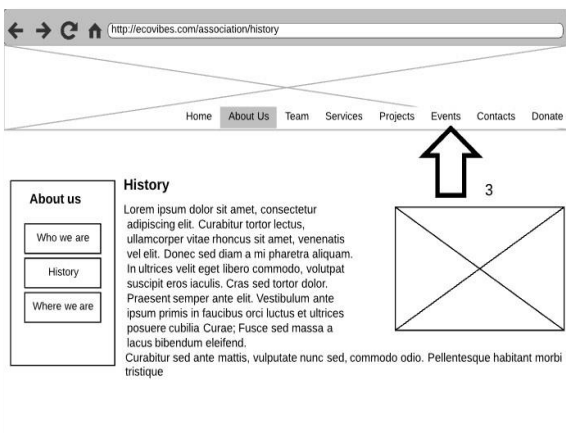 http://ecovibes.com/association/history
Home About Us Team Services Projects Events Contacts Donate
3
About us
Who we are
History
Where we are
History
Lorem ipsum dolor sit amet, consectetur
adipiscing elit. Curabitur tortor lectus,
ullamcorper vitae rhoncus sit amet, venenatis
vel elit. Donec sed diam a mi pharetra aliquam.
In ultrices velit eget libero commodo, volutpat
suscipit eros iaculis. Cras sed tortor dolor.
Praesent semper ante elit. Vestibulum ante
ipsum primis in faucibus orci luctus et ultrices
posuere cubilia Curae; Fusce sed massa a
lacus bibendum eleifend.
Curabitur sed ante mattis, vulputate nunc sed, commodo odio. Pellentesque habitant morbi
tristique